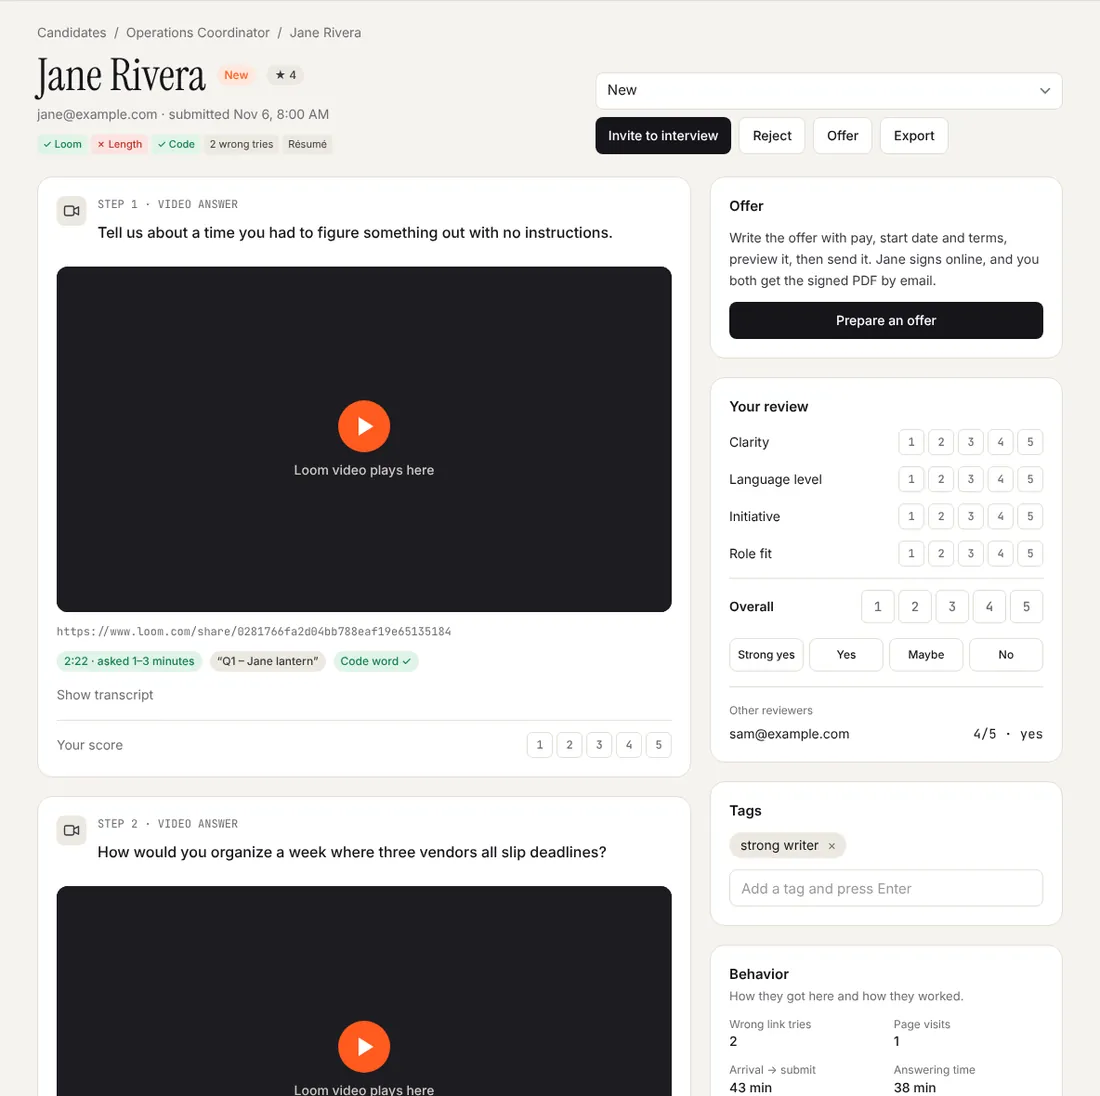 Candidates / Operations Coordinator / Jane Rivera
Jane Rivera New ★ 4
jane@example.com · submitted Nov 6, 8:00 AM
✓ Loom × Length ✓ Code 2 wrong tries Résumé
New
Invite to interview Reject Offer Export
STEP 1 · VIDEO ANSWER
Tell us about a time you had to figure something out with no instructions.
Loom video plays here
https://www.loom.com/share/0281766fa2d04bb788eaf19e65135184
2:22 · asked 1–3 minutes “Q1 – Jane lantern” Code word ✓
Show transcript
Your score 1 2 3 4 5
STEP 2 · VIDEO ANSWER
How would you organize a week where three vendors all slip deadlines?
Loom video plays here
Offer
Write the offer with pay, start date and terms,
preview it, then send it. Jane signs online, and you
both get the signed PDF by email.
Prepare an offer
Your review
Clarity 1 2 3 4 5
Language level 1 2 3 4 5
Initiative 1 2 3 4 5
Role fit 1 2 3 4 5
Overall 1 2 3 4 5
Strong yes Yes Maybe No
Other reviewers
sam@example.com 4/5 · yes
Tags
strong writer ×
Add a tag and press Enter
Behavior
How they got here and how they worked.
Wrong link tries Page visits
2 1
Arrival → submit Answering time
43 min 38 min